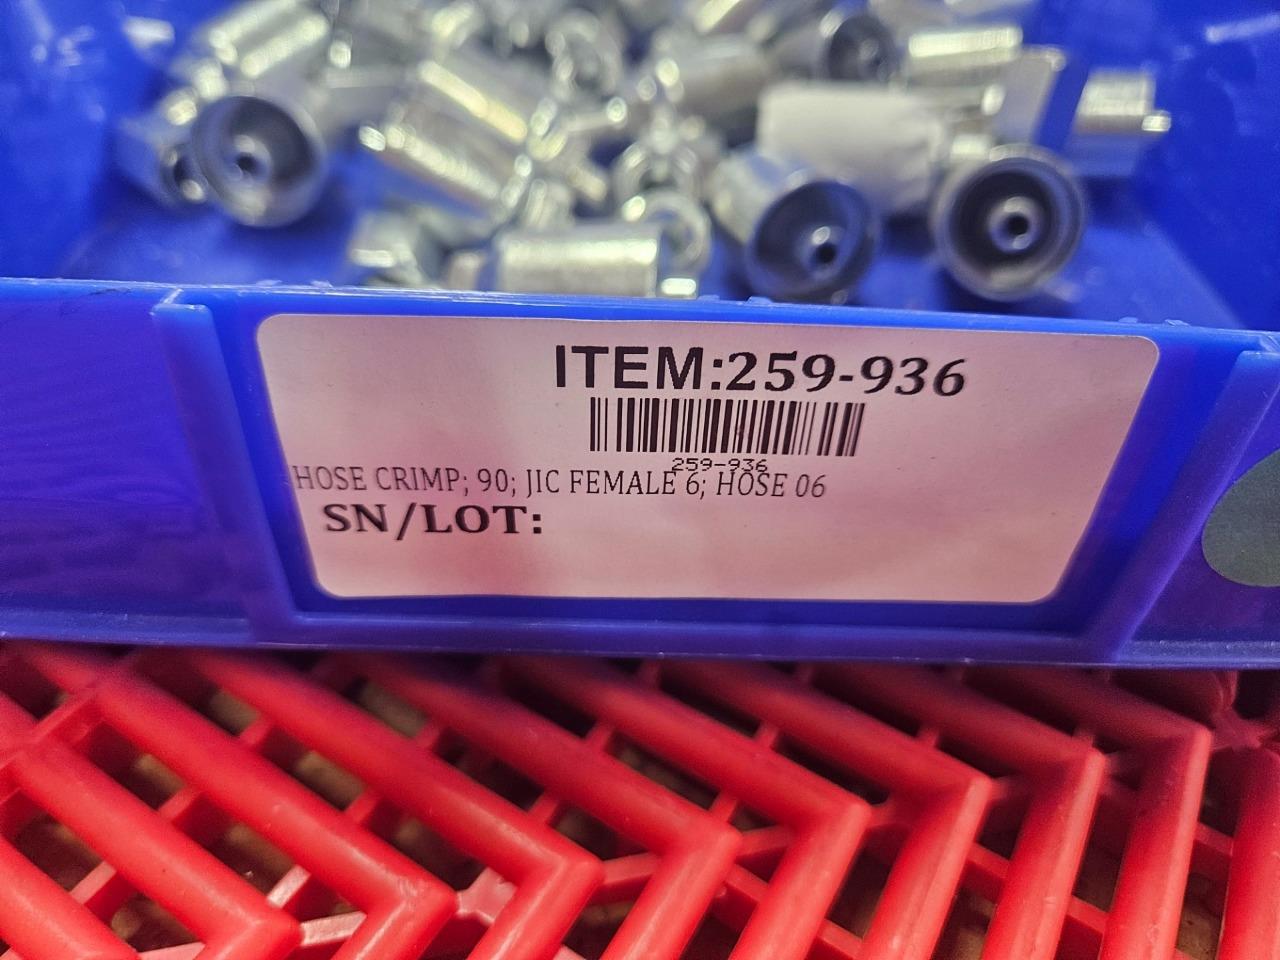 ITEM:259-936
259-936
HOSE CRIMP; 90; JIC FEMALE 6; HOSE 06
SN/LOT: